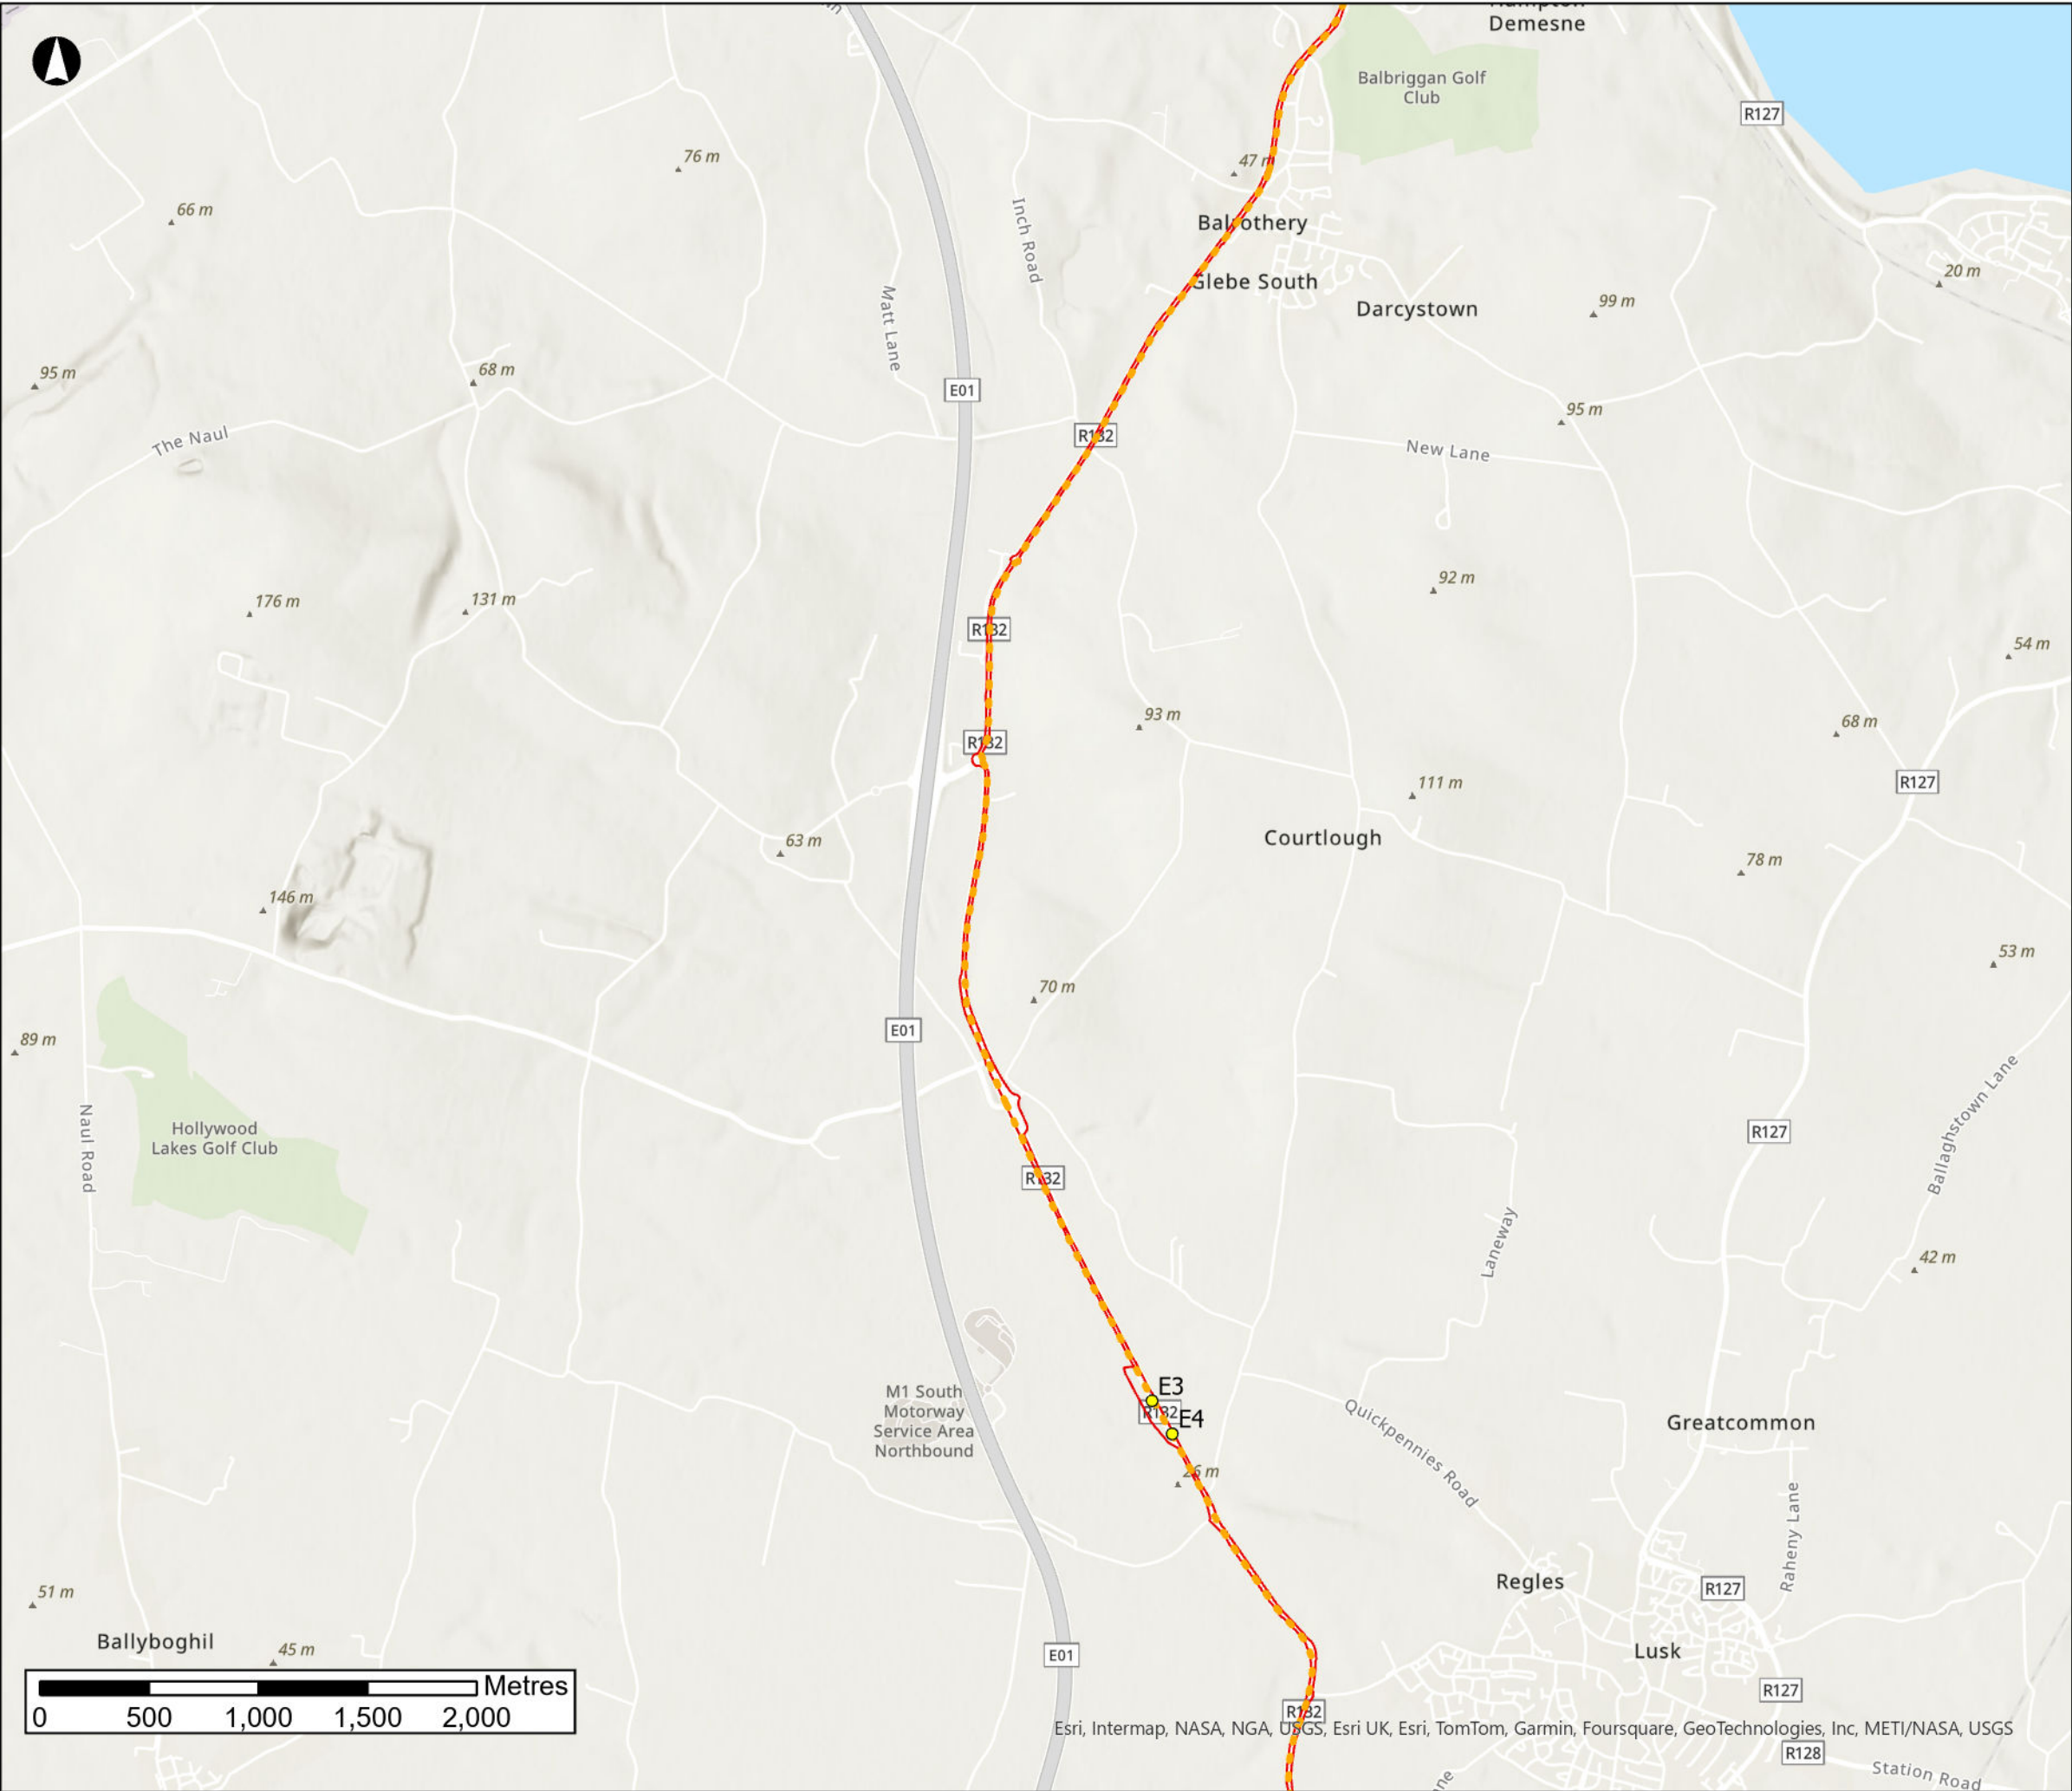 Demesne
Balbriggan Golf
Club
R127
76 m
47 m
66 m
Inch Road
Balrothery
20 m
Glebe South
Matt Lane
99 m
Darcystown
95 m
68 m
E01
95 m
The Naul
R132
New Lane
92 m
176 m
131 m
R132
54 m
93 m
68 m
R132
111 m
R127
63 m
Courtlough
78 m
146 m
53 m
70 m
89 m
E01
Hollywood
Lakes Golf Club
Naul Road
R127
Ballaghstown Lane
R132
Laneway
42 m
M1 South
Motorway
Service Area
Northbound
E3
R132
E4
Quickpennies Road
Greatcommon
26 m
Raheny Lane
Regles
R127
51 m
Ballyboghil
45 m
Lusk
E01
R127
Metres
0 500 1,000 1,500 2,000
R132
Esri, Intermap, NASA, NGA, USGS, Esri UK, Esri, TomTom, Garmin, Foursquare, GeoTechnologies, Inc, METI/NASA, USGS
R128
Station Road